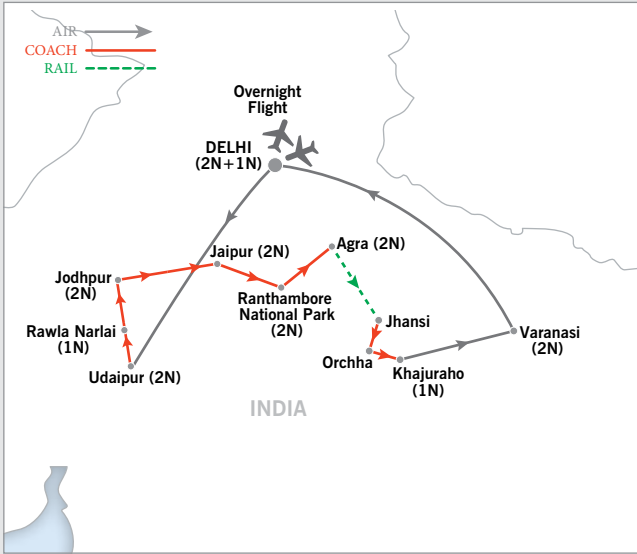 AIR
COACH
RAIL
Overnight
Flight
DELHI
(2N+1N)
Jaipur (2N)
Agra (2N)
Jodhpur
(2N)
Ranthambore
National Park
(2N)
Rawla Narlai
(1N)
Jhansi
Varanasi
(2N)
Udaipur (2N)
Orchha
Khajuraho
(1N)
INDIA